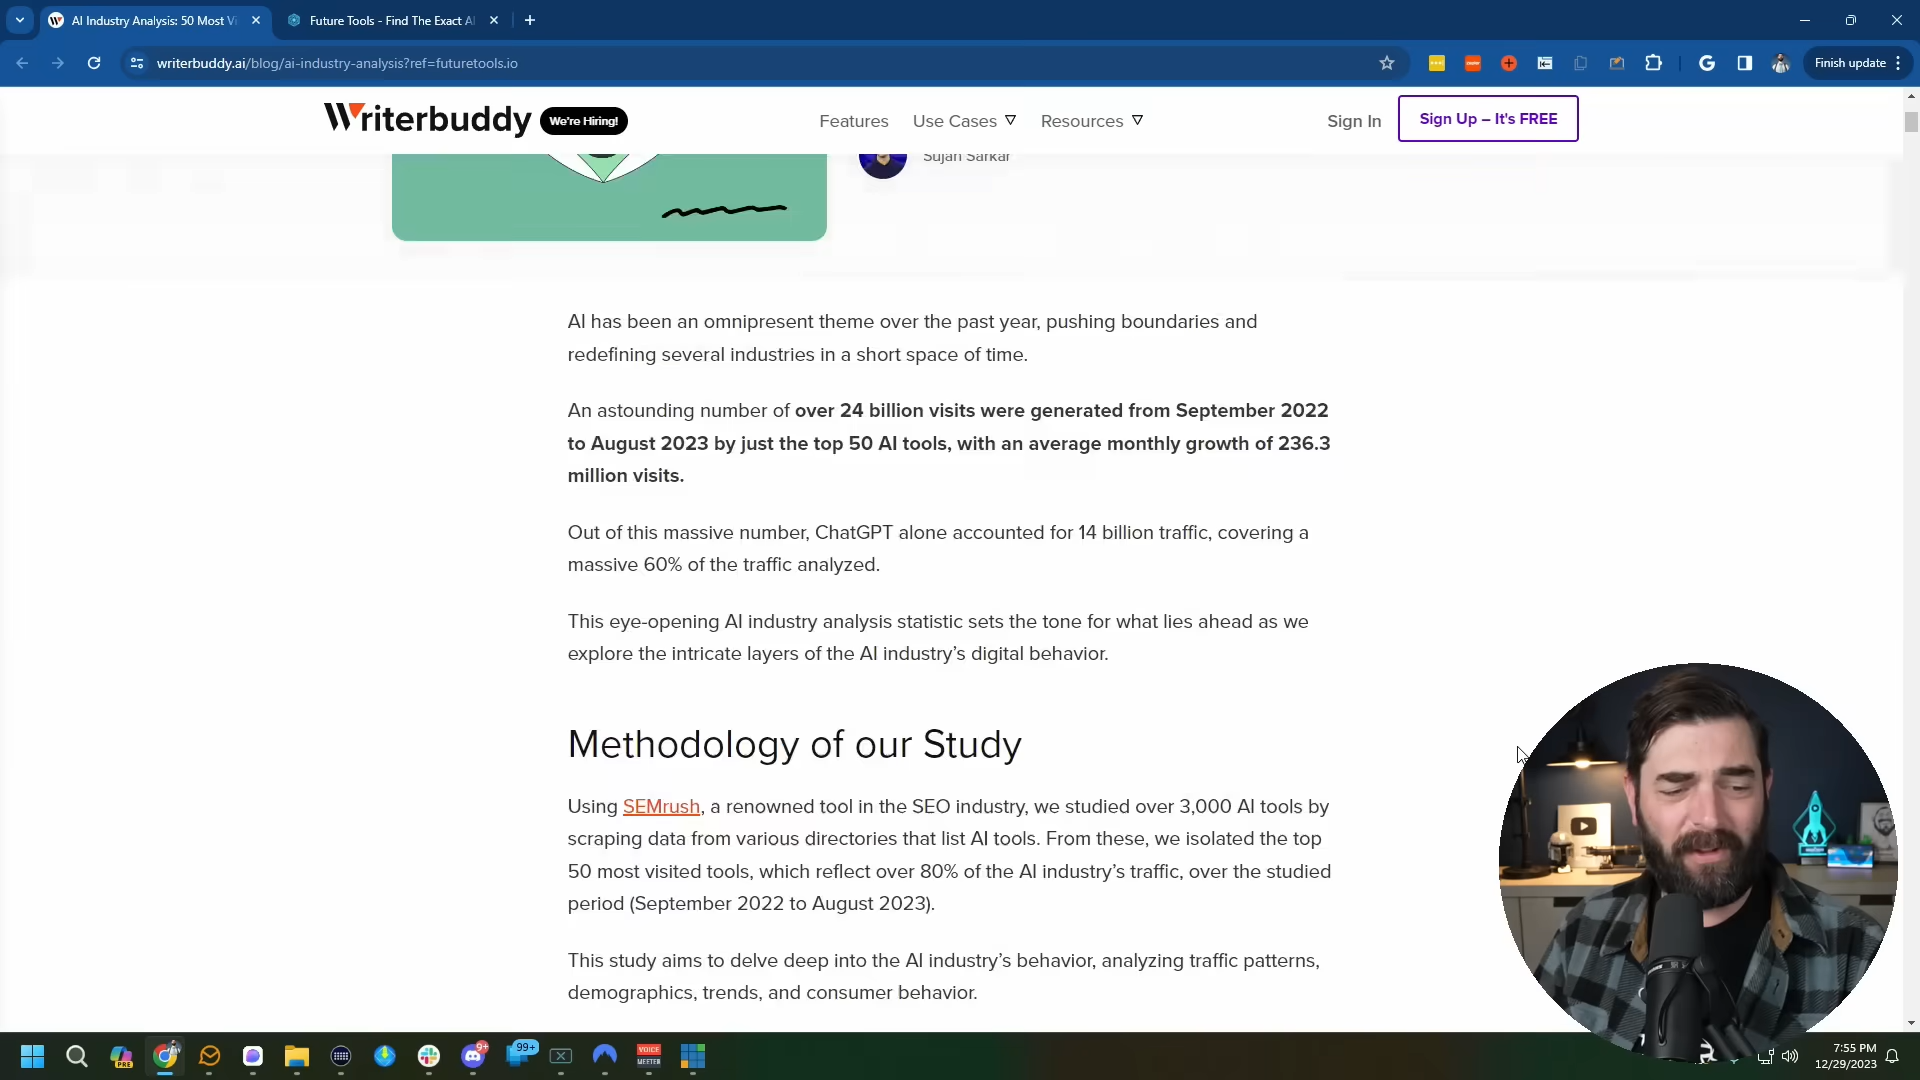 AI Industry Analysis: 50 Most Vi
Future Tools - Find The Exact AI
writerbuddy.ai/blog/ai-industry-analysis?ref=futuretools.io
Finish update
Writerbuddy
We're Hiring!
Features
Use Cases
Resources
Sign In
Sign Up – It's FREE
Sujan Sarkar
AI has been an omnipresent theme over the past year, pushing boundaries and
redefining several industries in a short space of time.
An astounding number of over 24 billion visits were generated from September 2022
to August 2023 by just the top 50 AI tools, with an average monthly growth of 236.3
million visits.
Out of this massive number, ChatGPT alone accounted for 14 billion traffic, covering a
massive 60% of the traffic analyzed.
This eye-opening AI industry analysis statistic sets the tone for what lies ahead as we
explore the intricate layers of the AI industry's digital behavior.
Methodology of our Study
Using SEMrush, a renowned tool in the SEO industry, we studied over 3,000 AI tools by
scraping data from various directories that list AI tools. From these, we isolated the top
50 most visited tools, which reflect over 80% of the AI industry's traffic, over the studied
period (September 2022 to August 2023).
This study aims to delve deep into the AI industry's behavior, analyzing traffic patterns,
demographics, trends, and consumer behavior.
PRE
9+
99+
VOICE
MEETER
7:55 PM
12/29/2023